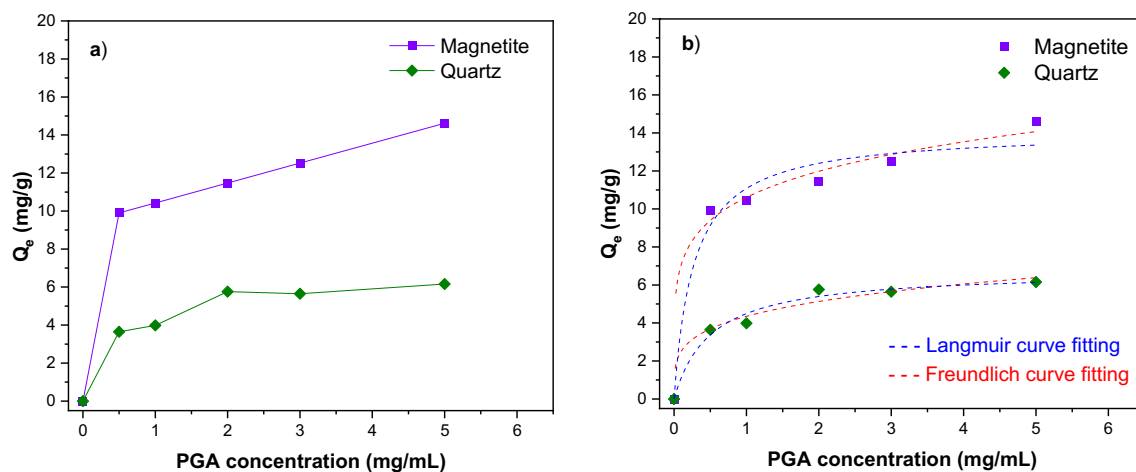 a)
Magnetite
Quartz
20
18
16
14
12
10
8
6
4
2
0
Qe (mg/g)
0 1 2 3 4 5 6
PGA concentration (mg/mL)
b)
Magnetite
Quartz
20
18
16
14
12
10
8
6
4
2
0
Qe (mg/g)
Langmuir curve fitting
Freundlich curve fitting
0 1 2 3 4 5 6
PGA concentration (mg/mL)